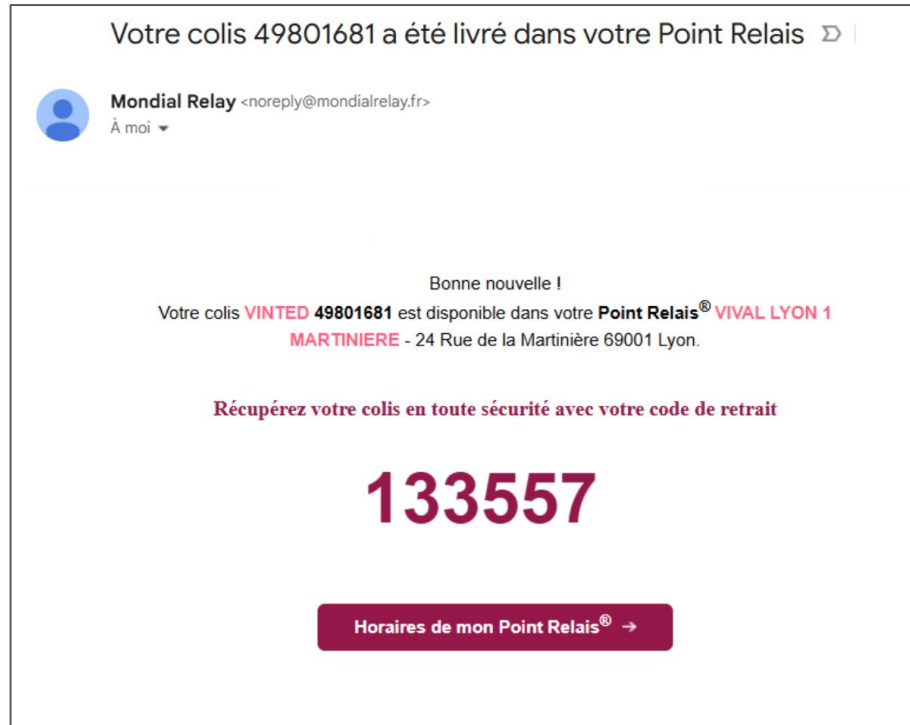 Votre colis 49801681 a été livré dans votre Point Relais
Mondial Relay <noreply@mondialrelay.fr>
À moi
Bonne nouvelle !
Votre colis VINTED 49801681 est disponible dans votre Point Relais® VIVAL LYON 1
MARTINIERE - 24 Rue de la Martinière 69001 Lyon.
Récupérez votre colis en toute sécurité avec votre code de retrait
133557
Horaires de mon Point Relais® →